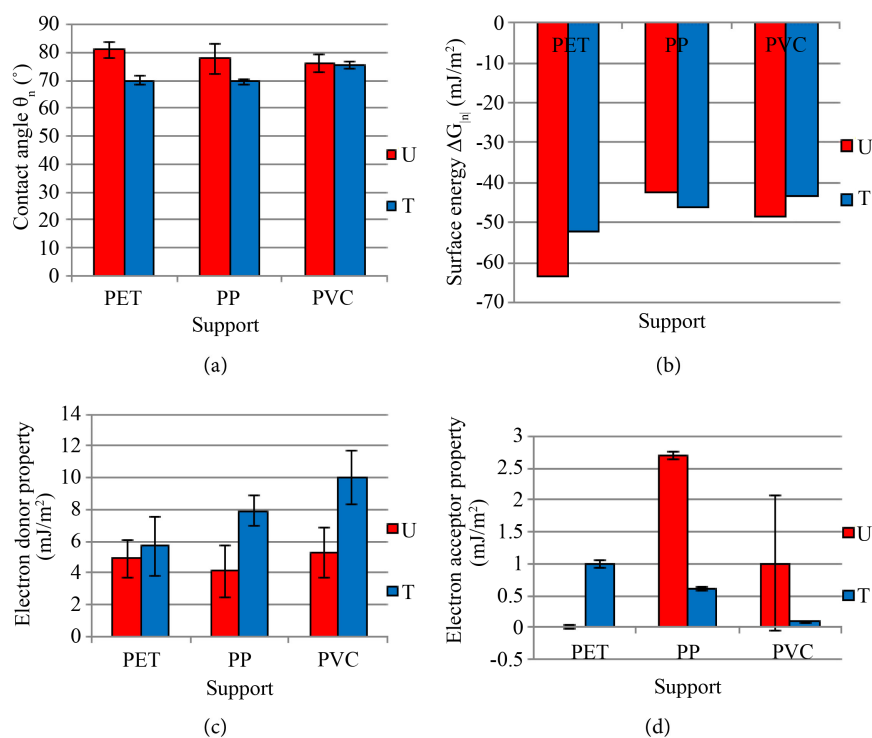 100
90
80
70
60
50
40
30
20
10
0
Contact angle θn (°)
PET PP PVC
Support
U
T
(a)
0
-10
-20
-30
-40
-50
-60
-70
Surface energy ΔG|n| (mJ/m²)
PET PP PVC
Support
U
T
(b)
14
12
10
8
6
4
2
0
Electron donor property
(mJ/m²)
PET PP PVC
Support
U
T
(c)
3
2.5
2
1.5
1
0.5
0
-0.5
Electron acceptor property
(mJ/m²)
PET PP PVC
Support
U
T
(d)